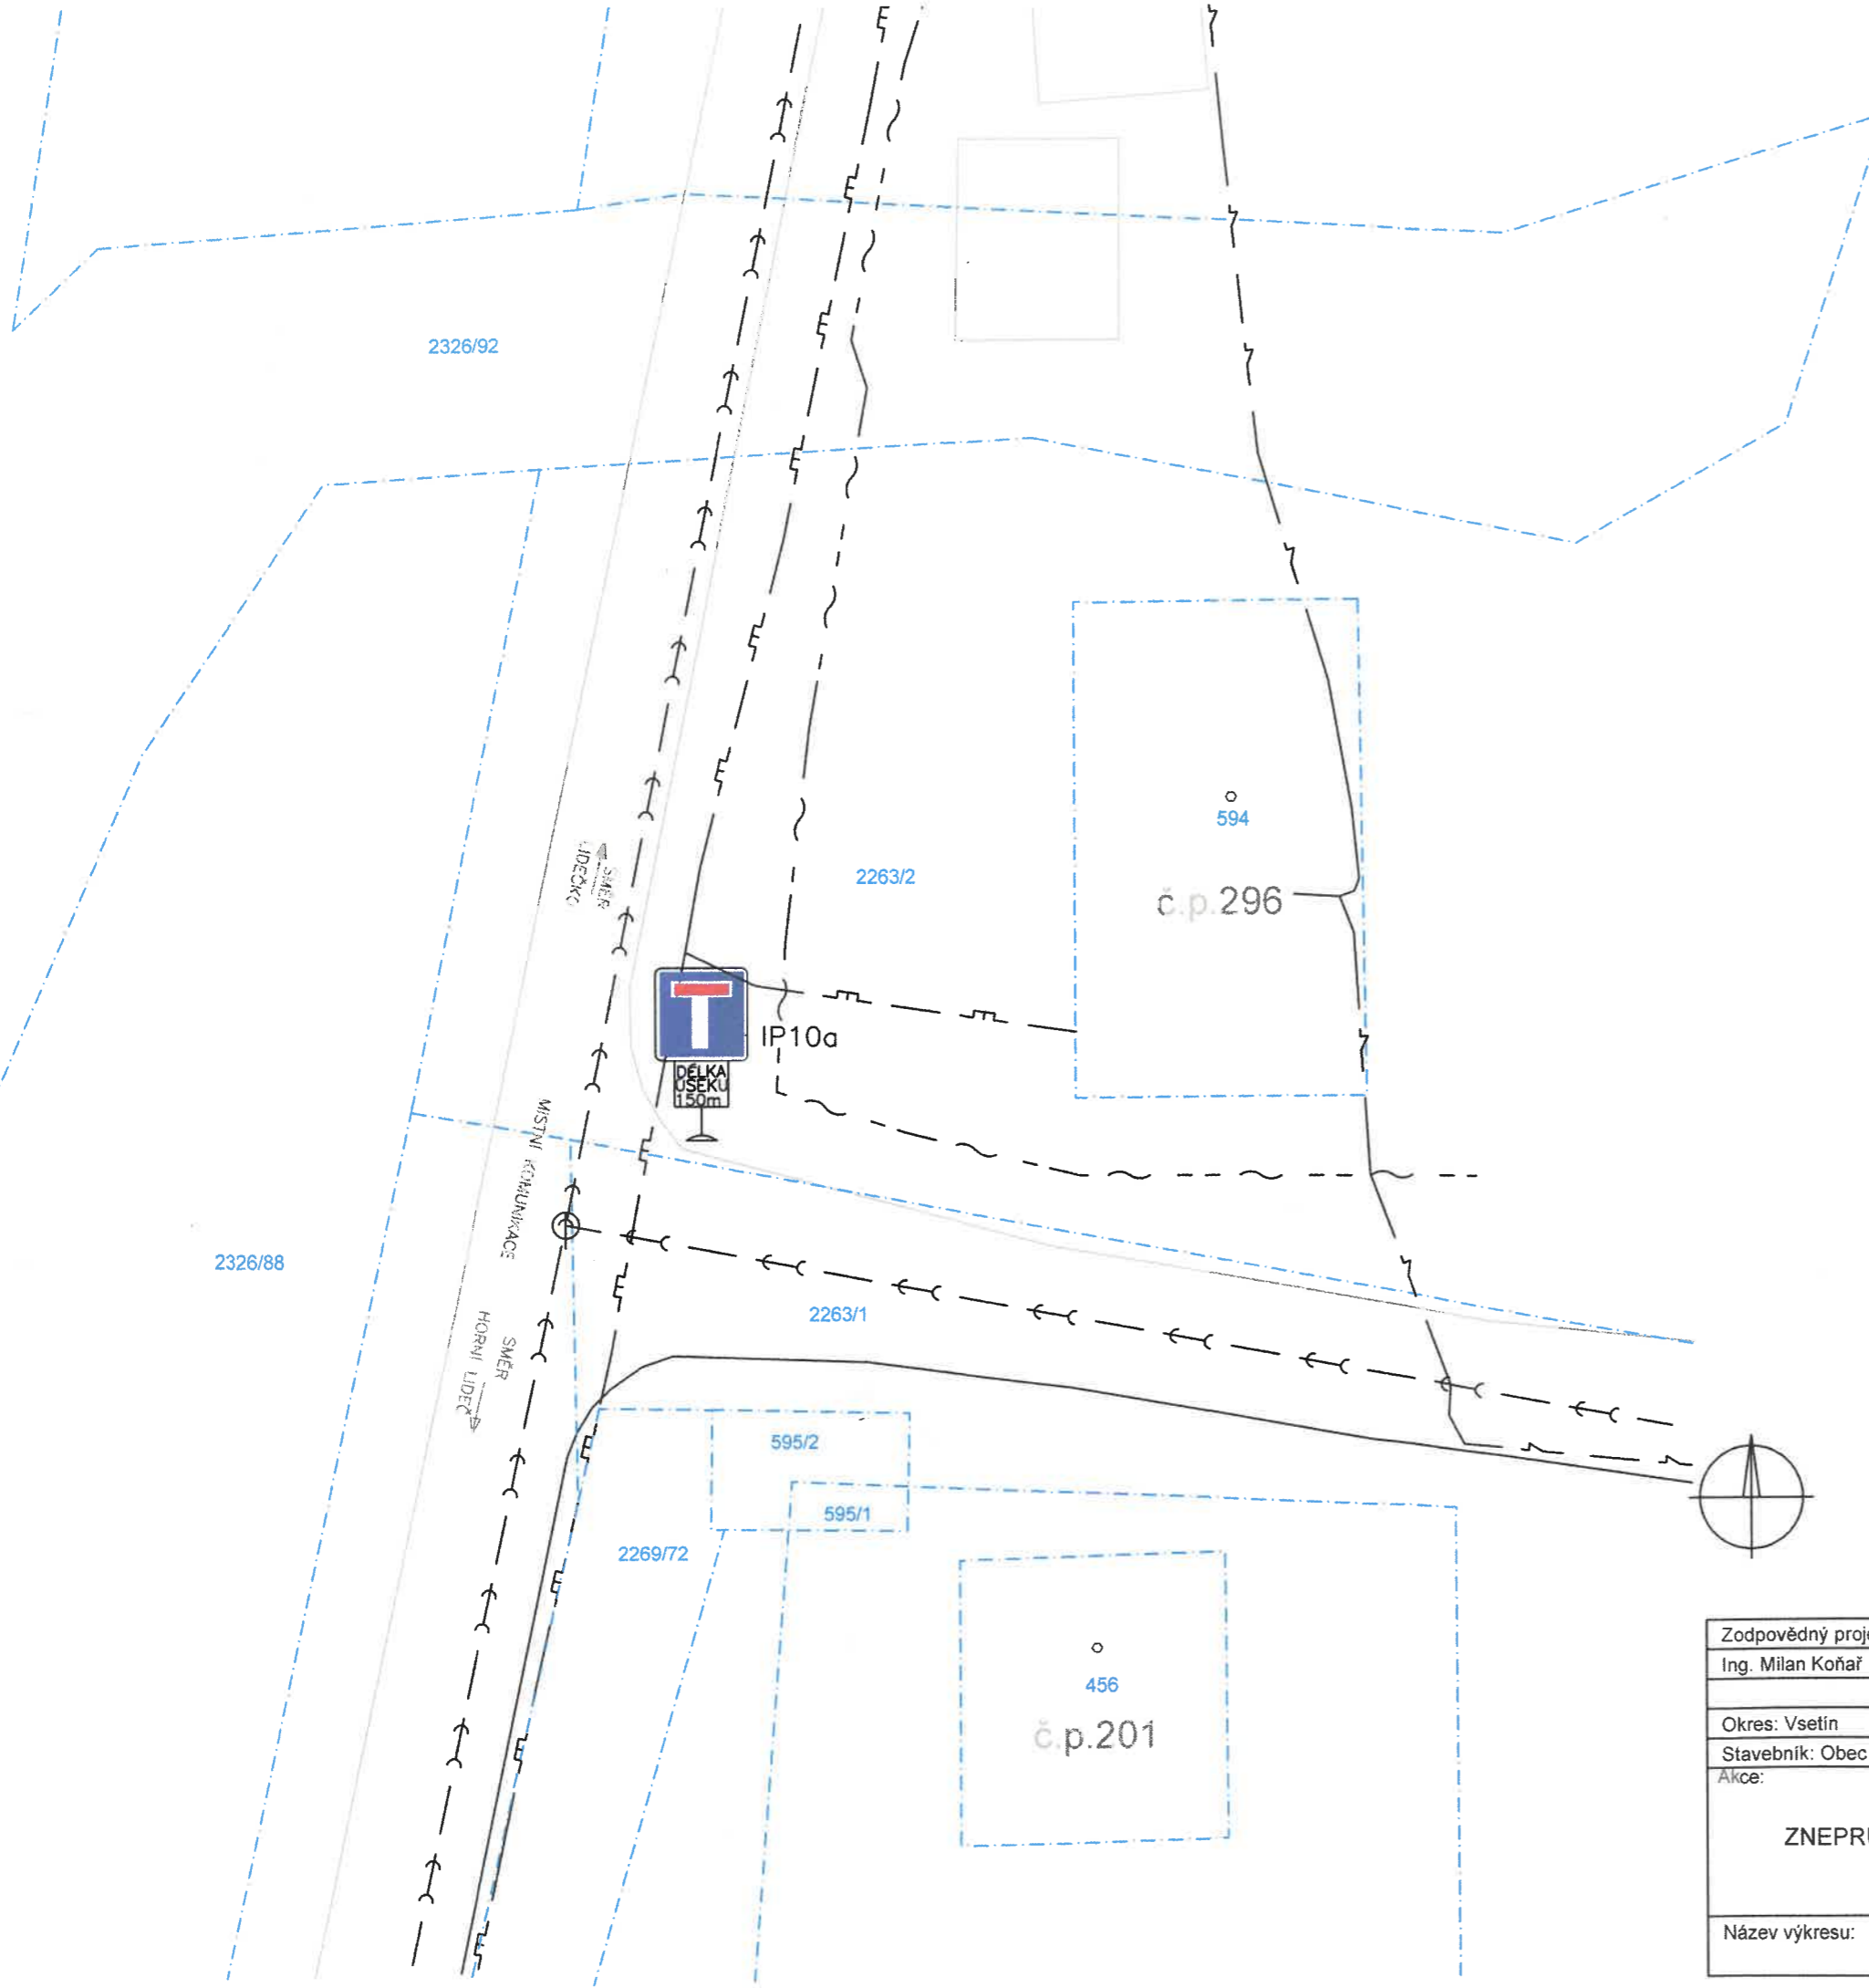 2326/92
594
2263/2
č.p.296
SMĚR
LIDEČKO
IP10a
DÉLKA
ÚSEKU
150m
MÍSTNÍ KOMUNIKACE
2326/88
2263/1
SMĚR
HORNÍ LIDEČ
595/2
595/1
2269/72
456
č.p.201
Zodpovědný proje
Ing. Milan Koňař
Okres: Vsetín
Stavebník: Obec
Akce:
ZNEPRŮ
Název výkresu: